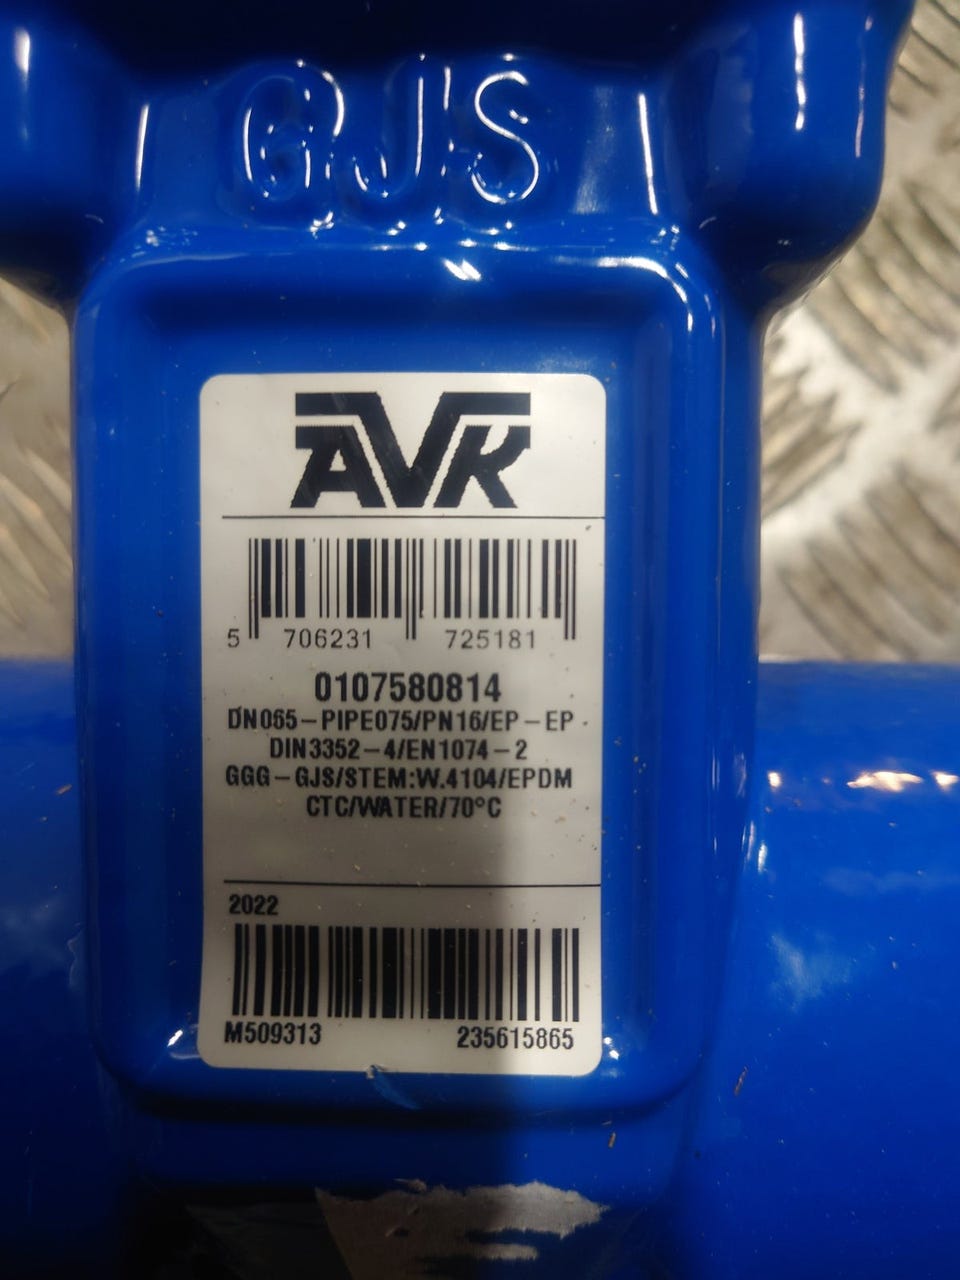 GJS
AVK
5 706231 725181
0107580814
DN065-PIPE075/PN16/EP-EP
DIN3352-4/EN1074-2
GGG-GJS/STEM:W.4104/EPDM
CTC/WATER/70°C
2022
M509313 235615865